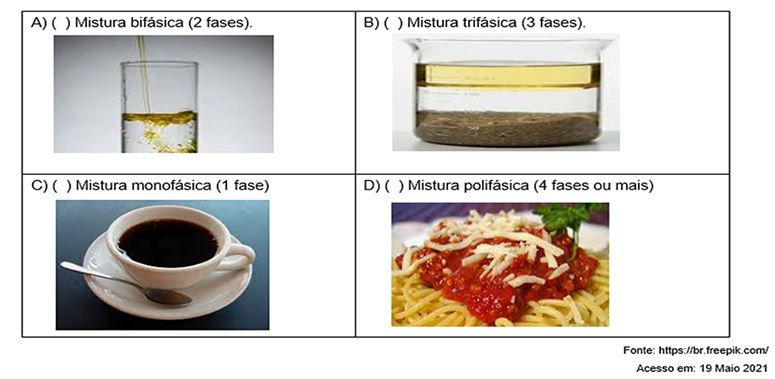 A) ( ) Mistura bifásica (2 fases).
B) ( ) Mistura trifásica (3 fases).
C) ( ) Mistura monofásica (1 fase)
D) ( ) Mistura polifásica (4 fases ou mais)
Fonte: https://br.freepik.com/
Acesso em: 19 Maio 2021